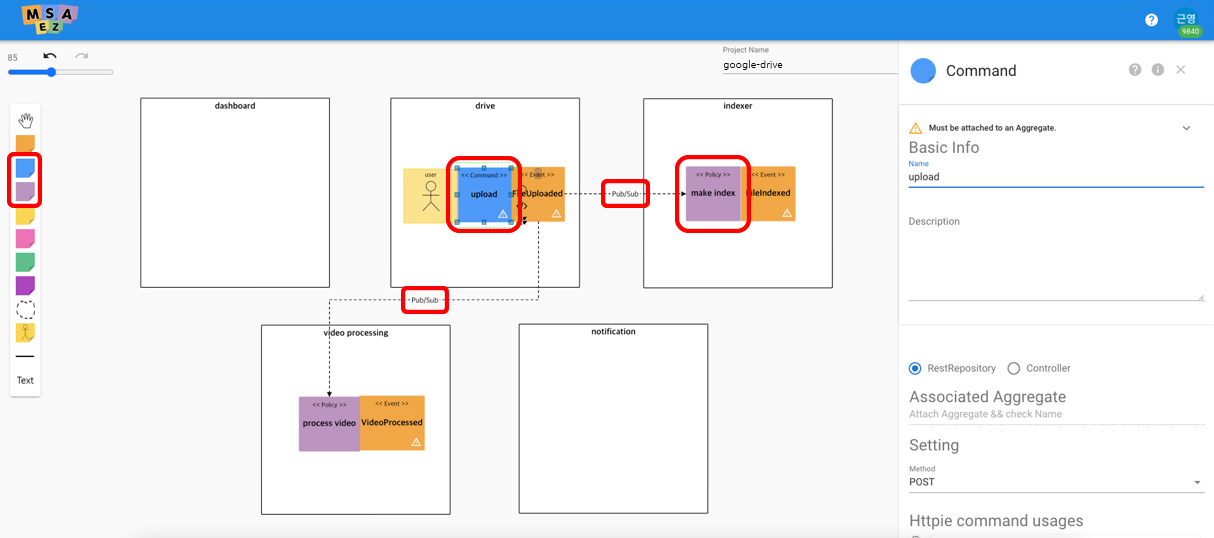 MSA
EZ
근영
9840
85
Project Name
google-drive
Command
Must be attached to an Aggregate.
Basic Info
Name
upload
Description
RestRepository
Controller
Associated Aggregate
Attach Aggregate && check Name
Setting
Method
POST
Httpie command usages
Text
dashboard
drive
user
<< Command >>
upload
<< Event >>
FileUploaded
Pub/Sub
indexer
<< Policy >>
make index
<< Event >>
FileIndexed
Pub/Sub
video processing
<< Policy >>
process video
<< Event >>
VideoProcessed
notification